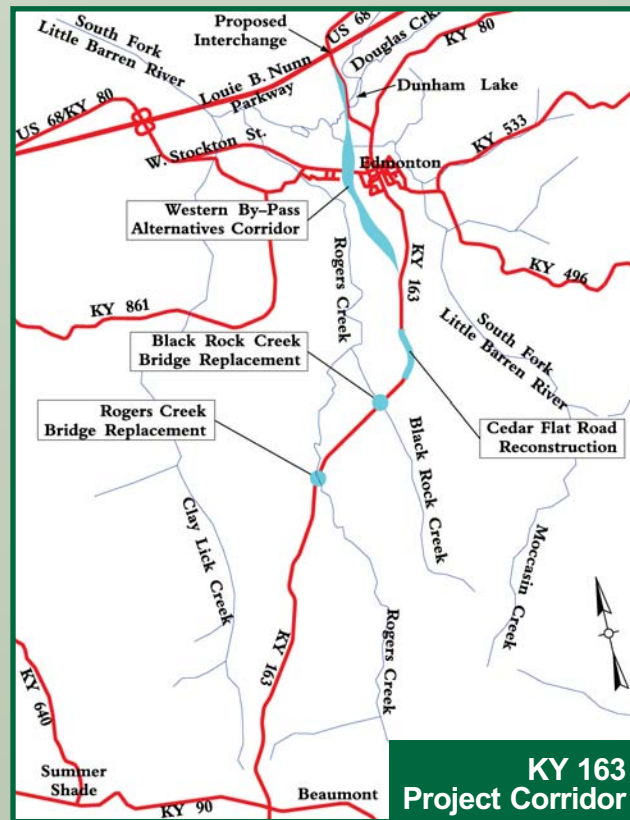 Proposed
Interchange
US 68
Douglas Crk.
KY 80
South Fork
Little Barren River
Louie B. Nunn
Parkway
Dunham Lake
US 68/KY 80
KY 533
W. Stockton St.
Edmonton
Western By–Pass
Alternatives Corridor
Rogers Creek
KY 163
KY 496
KY 861
South Fork
Little Barren River
Black Rock Creek
Bridge Replacement
Rogers Creek
Bridge Replacement
Cedar Flat Road
Reconstruction
Black Rock Creek
Clay Lick Creek
Moccasin Creek
Rogers Creek
KY 163
KY 640
Summer
Shade
KY 90
Beaumont
KY 163
Project Corridor